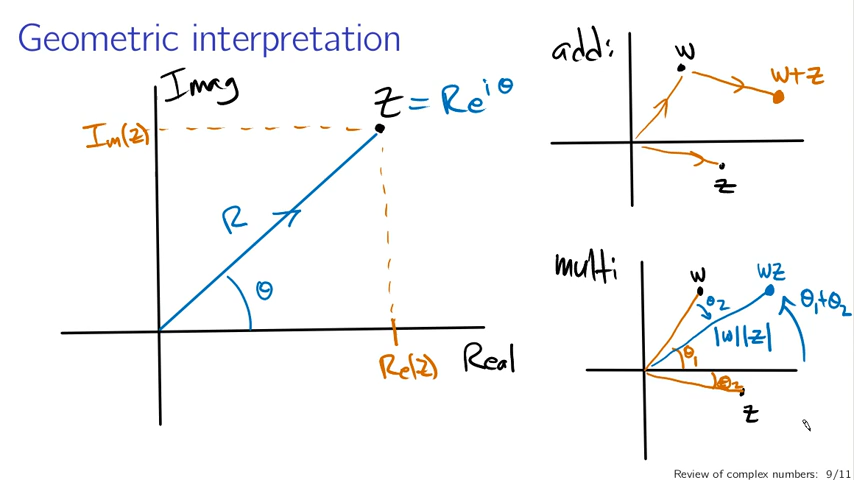 Geometric interpretation
Imag
Z = Re^{iθ}
Im(z)
R
θ
Re(z)
Real
add:
w
w+z
z
multi
w
wz
θ₂
θ₁+θ₂
|w||z|
θ₁
θ₂
z
Review of complex numbers: 9/11